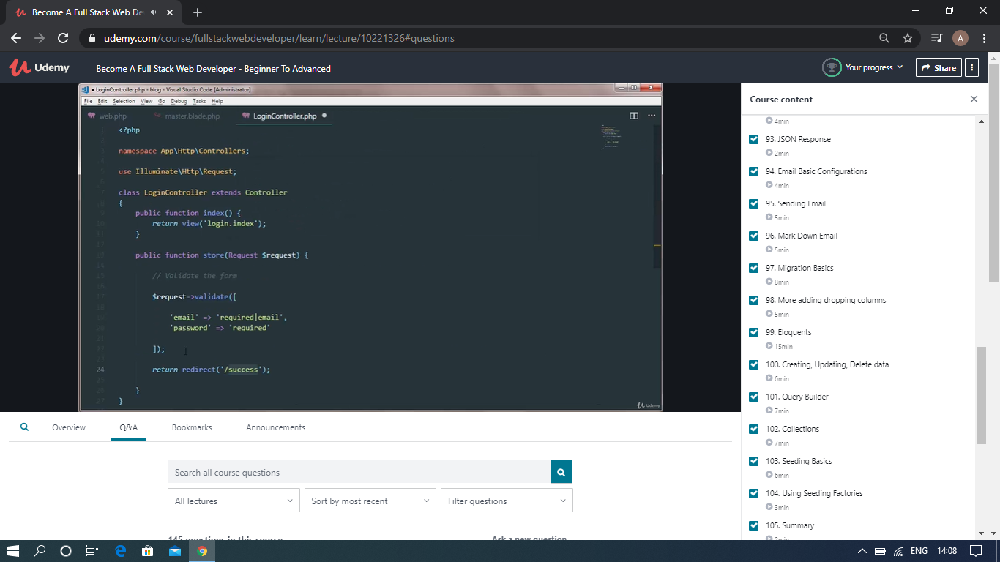 Become A Full Stack Web De
udemy.com/course/fullstackwebdeveloper/learn/lecture/10221326#questions
A
Udemy
Become A Full Stack Web Developer - Beginner To Advanced
Your progress
Share
LoginController.php - blog - Visual Studio Code [Administrator]
File Edit Selection View Go Debug Tasks Help
web.php master.blade.php LoginController.php
<?php
namespace App\Http\Controllers;
use Illuminate\Http\Request;
class LoginController extends Controller
{
public function index() {
return view('login.index');
}
public function store(Request $request) {
// Validate the form
$request->validate([
'email' => 'required|email',
'password' => 'required'
]);
24 return redirect('/success');
}
}
Udemy
Overview Q&A Bookmarks Announcements
Search all course questions
All lectures Sort by most recent Filter questions
145 questions in this course Ask a new question
Course content
4min
93. JSON Response
2min
94. Email Basic Configurations
4min
95. Sending Email
5min
96. Mark Down Email
5min
97. Migration Basics
8min
98. More adding dropping columns
5min
99. Eloquents
15min
100. Creating, Updating, Delete data
6min
101. Query Builder
7min
102. Collections
7min
103. Seeding Basics
6min
104. Using Seeding Factories
3min
105. Summary
2min
ENG 14:08